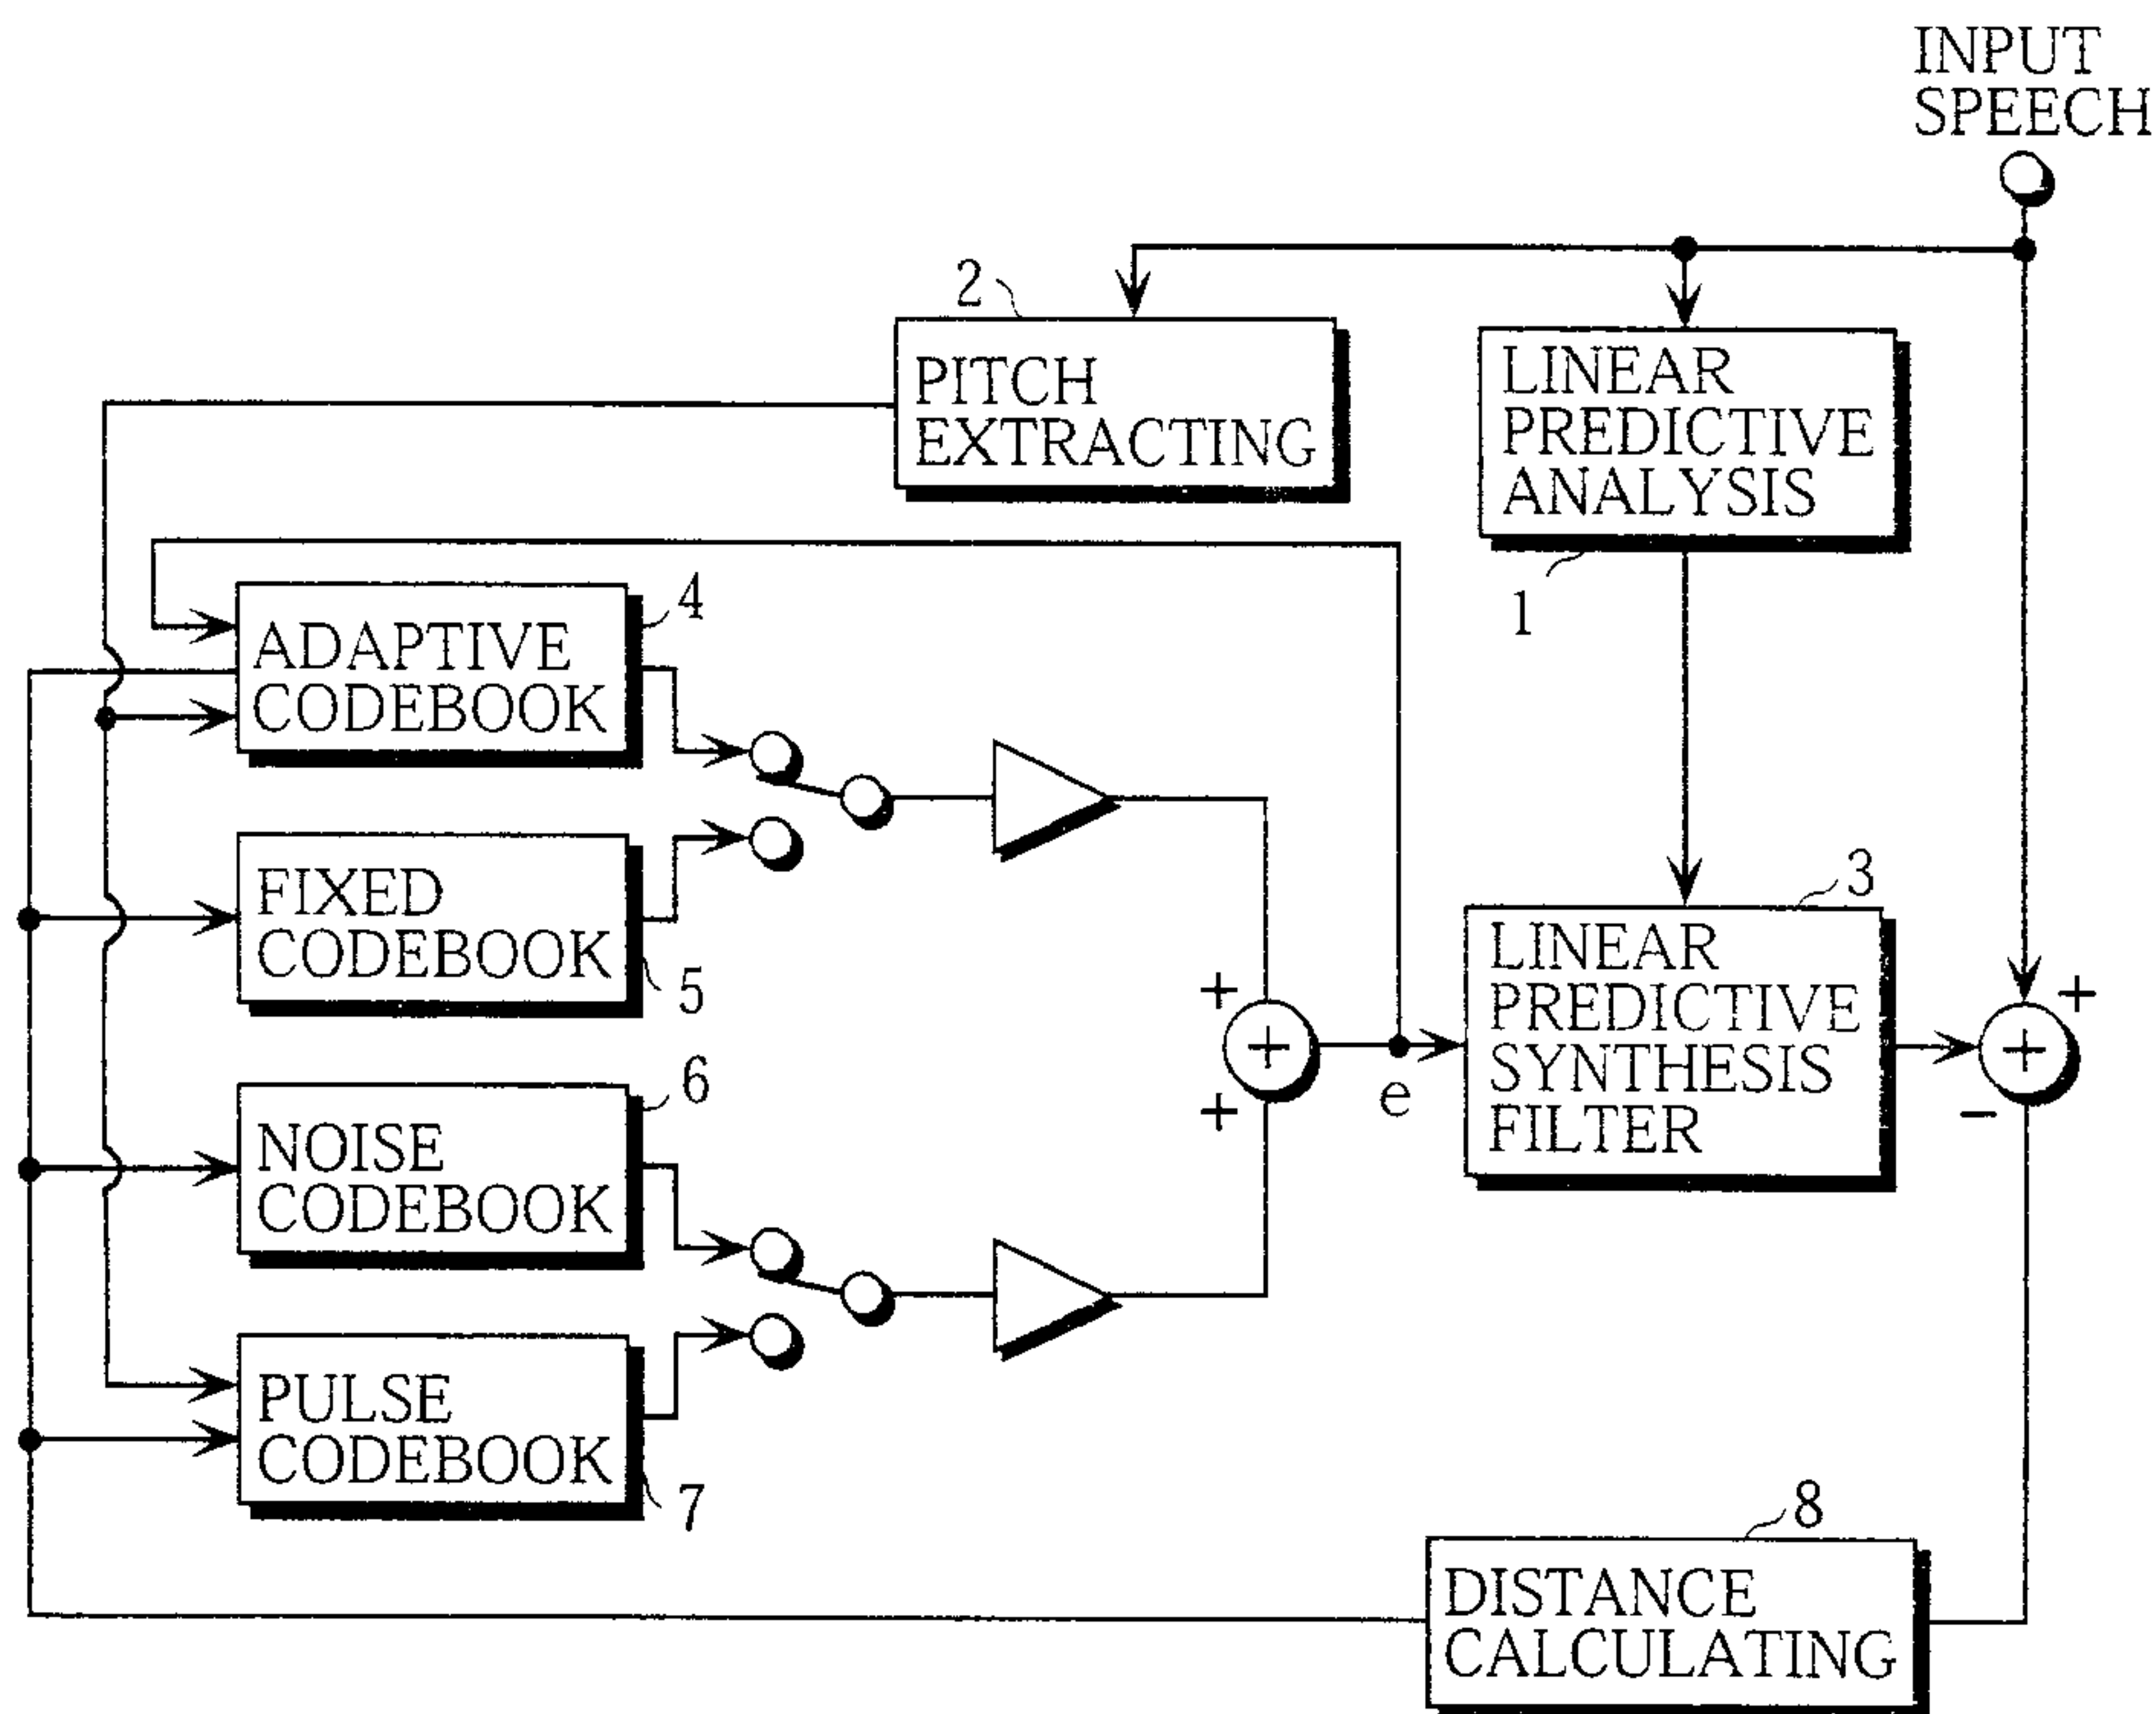 INPUT
SPEECH
2
PITCH
EXTRACTING
LINEAR
PREDICTIVE
ANALYSIS
1
ADAPTIVE
CODEBOOK
4
FIXED
CODEBOOK
5
NOISE
CODEBOOK
6
PULSE
CODEBOOK
7
+
+
+
e
3
LINEAR
PREDICTIVE
SYNTHESIS
FILTER
+
+
−
8
DISTANCE
CALCULATING